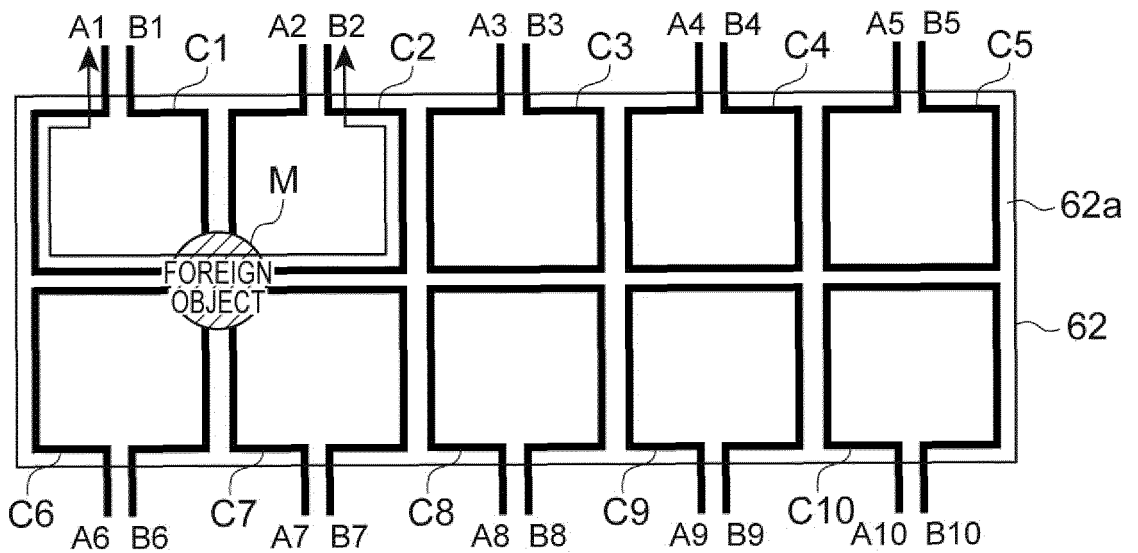 A1 B1 A2 B2 A3 B3 A4 B4 A5 B5
C1 C2 C3 C4 C5
M
62a
FOREIGN
OBJECT
62
C6 C7 C8 C9 C10
A6 B6 A7 B7 A8 B8 A9 B9 A10 B10